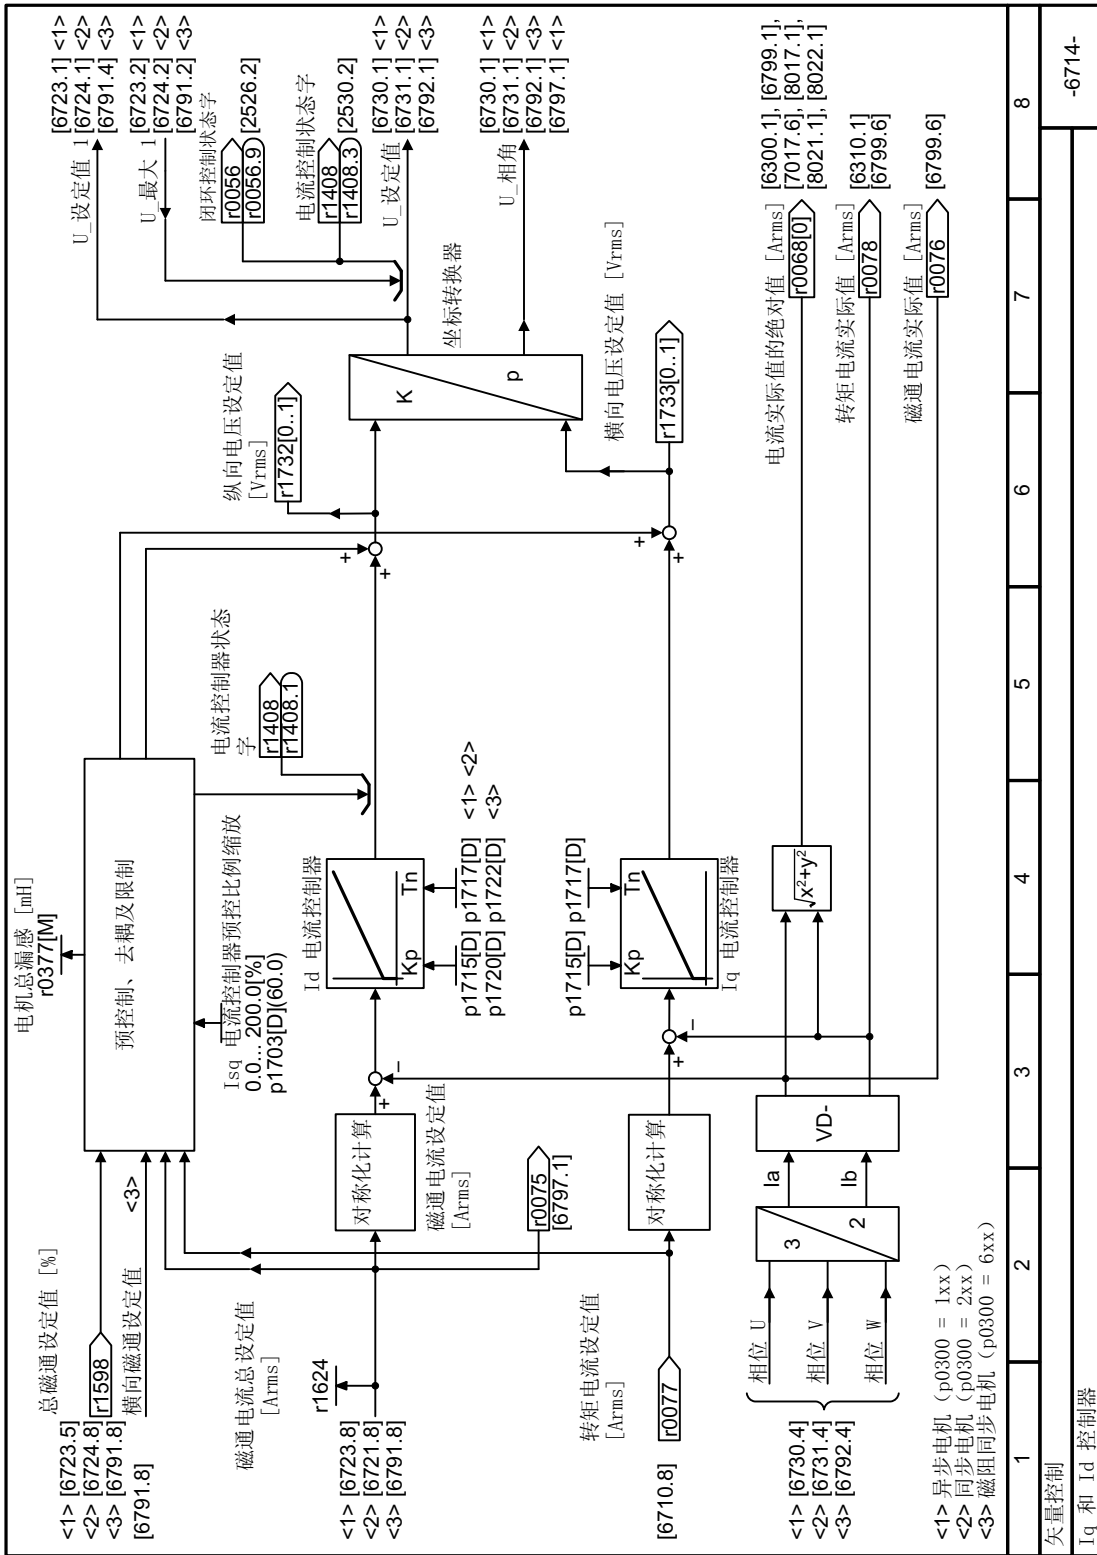 总磁通设定值 [%]
<1> [6723.5]
<2> [6724.8]
<3> [6791.8]
r1598
横向磁通设定值
[6791.8]
<3>
电机总漏感 [mH]
r0377[M]
预控制、去耦及限制
Isq 电流控制器预控比例缩放
0.0... 200.0[%]
p1703[D](60.0)
电流控制器状态
字
r1408
r1408.1
纵向电压设定值
[Vrms]
r1732[0..1]
U_设定值 1
[6723.1] <1>
[6724.1] <2>
[6791.4] <3>
U_最大 1
[6723.2] <1>
[6724.2] <2>
[6791.2] <3>
闭环控制状态字
r0056
r0056.9
[2526.2]
电流控制状态字
r1408
r1408.3
[2530.2]
U_设定值
[6730.1] <1>
[6731.1] <2>
[6792.1] <3>
U_相角
[6730.1] <1>
[6731.1] <2>
[6792.1] <3>
[6797.1] <1>
坐标转换器
K
p
磁通电流总设定值
[Arms]
r1624
<1> [6723.8]
<2> [6721.8]
<3> [6791.8]
对称化计算
+
−
磁通电流设定值
[Arms]
r0075
[6797.1]
Id 电流控制器
Kp
Tn
p1715[D] p1717[D] <1> <2>
p1720[D] p1722[D] <3>
+
+
+
+
横向电压设定值 [Vrms]
r1733[0..1]
转矩电流设定值
[Arms]
[6710.8]
r0077
对称化计算
+
−
p1715[D] p1717[D]
Kp
Tn
Iq 电流控制器
相位 U
相位 V
相位 W
<1> [6730.4]
<2> [6731.4]
<3> [6792.4]
3
2
Ia
Ib
VD-
√x²+y²
电流实际值的绝对值 [Arms]
r0068[0]
[6300.1], [6799.1],
[7017.6], [8017.1],
[8021.1], [8022.1]
转矩电流实际值 [Arms]
r0078
[6310.1]
[6799.6]
磁通电流实际值 [Arms]
r0076
[6799.6]
<1> 异步电机 (p0300 = 1xx)
<2> 同步电机 (p0300 = 2xx)
<3> 磁阻同步电机 (p0300 = 6xx)
1 2 3 4 5 6 7 8
矢量控制
Iq 和 Id 控制器
-6714-